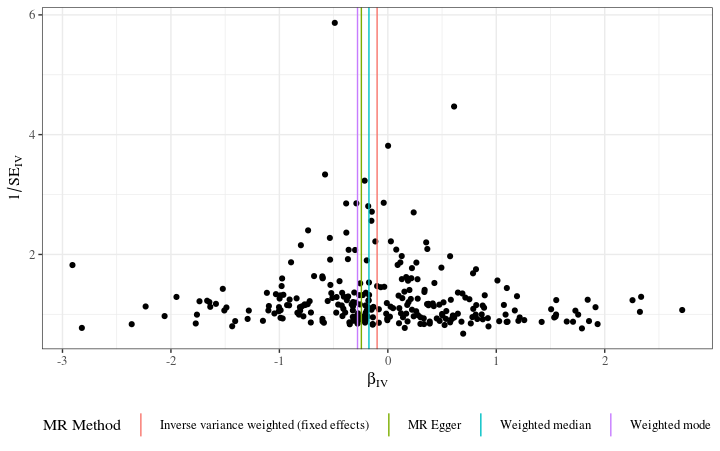 6
4
2
1/SE_IV
-3 -2 -1 0 1 2
β_IV
MR Method Inverse variance weighted (fixed effects) MR Egger Weighted median Weighted mode